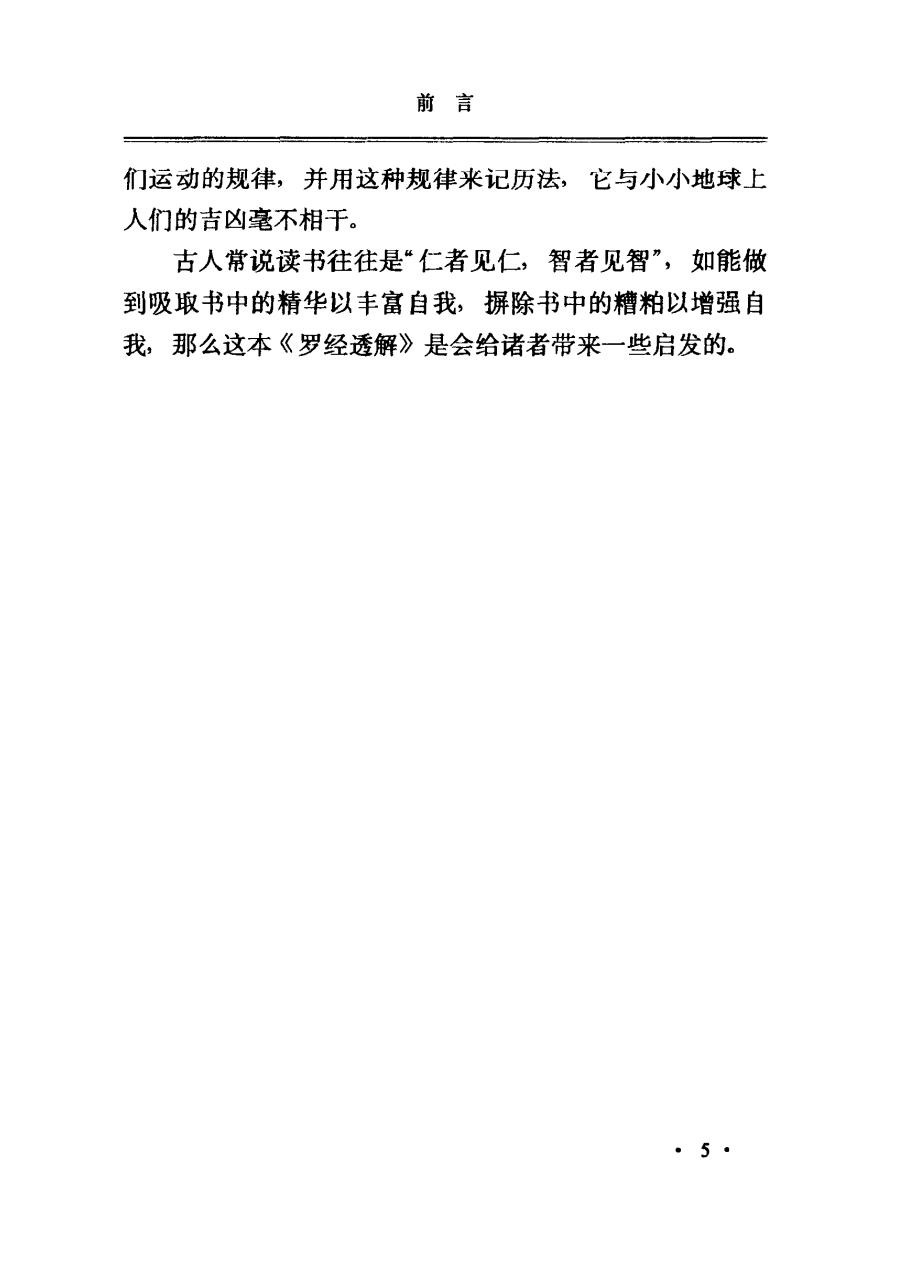 前 言
们运动的规律，并用这种规律来记历法，它与小小地球上
人们的吉凶毫不相干。
古人常说读书往往是“仁者见仁，智者见智”，如能做
到吸取书中的精华以丰富自我，摒除书中的糟粕以增强自
我，那么这本《罗经透解》是会给诸者带来一些启发的。
· 5 ·